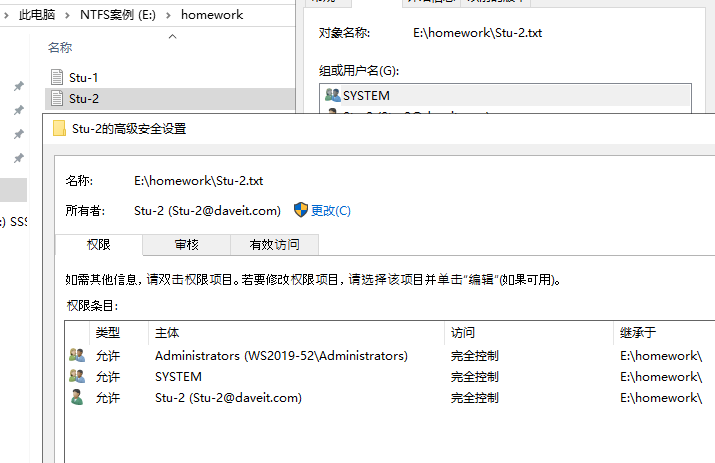 此电脑 > NTFS案例 (E:) > homework
名称
Stu-1
Stu-2
对象名称: E:\homework\Stu-2.txt
组或用户名(G):
SYSTEM
:) SSS
Stu-2的高级安全设置
名称: E:\homework\Stu-2.txt
所有者: Stu-2 (Stu-2@daveit.com) 更改(C)
权限 审核 有效访问
如需其他信息，请双击权限项目。若要修改权限项目，请选择该项目并单击“编辑”(如果可用)。
权限条目:
类型 主体 访问 继承于
允许 Administrators (WS2019-52\Administrators) 完全控制 E:\homework\
允许 SYSTEM 完全控制 E:\homework\
允许 Stu-2 (Stu-2@daveit.com) 完全控制 E:\homework\